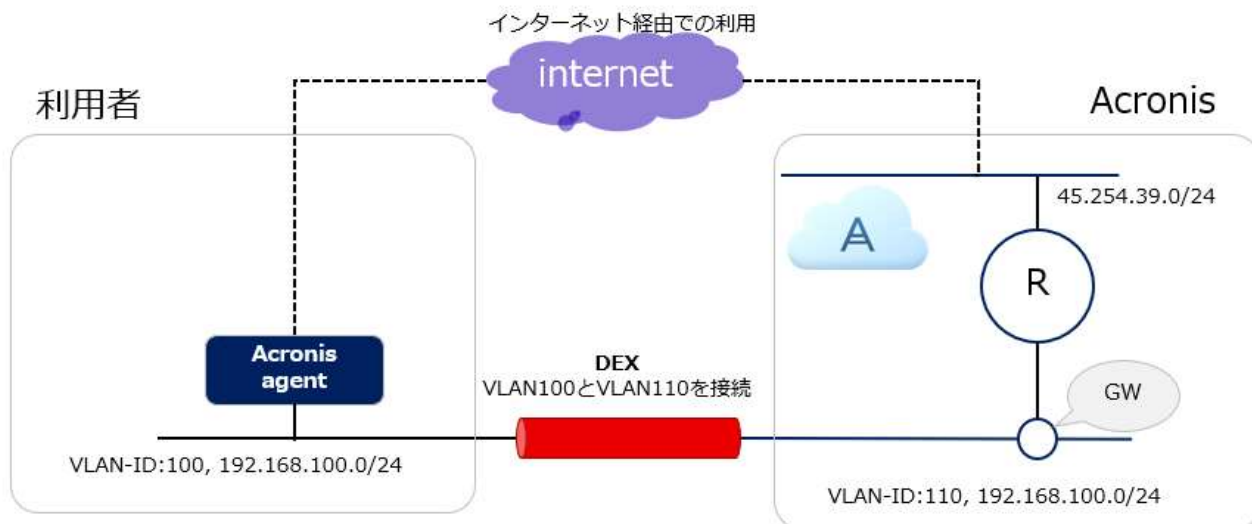 インターネット経由での利用
internet
利用者
Acronis
45.254.39.0/24
A
R
Acronis
agent
DEX
VLAN100とVLAN110を接続
GW
VLAN-ID:100, 192.168.100.0/24
VLAN-ID:110, 192.168.100.0/24